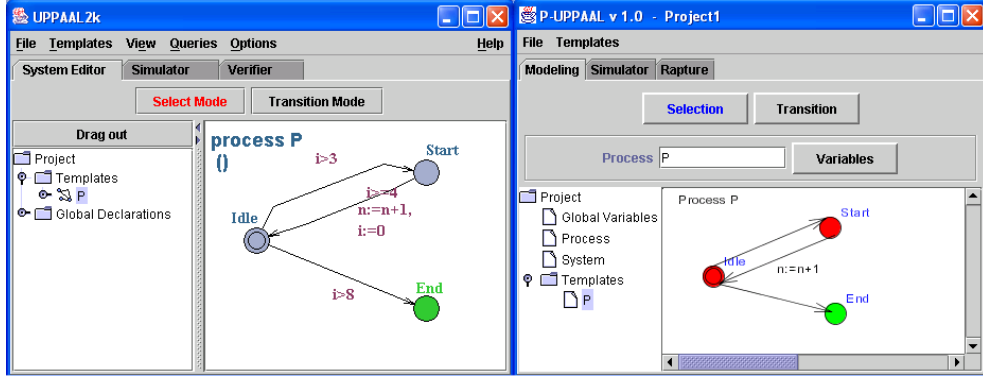 UPPAAL2k
File Templates View Queries Options Help
System Editor Simulator Verifier
Select Mode Transition Mode
Drag out
Project
Templates
P
Global Declarations
process P
()
i>3
Start
i>=4
n:=n+1,
i:=0
Idle
i>8
End
P-UPPAAL v 1.0 - Project1
File Templates
Modeling Simulator Rapture
Selection Transition
Process P Variables
Project
Global Variables
Process
System
Templates
P
Process P
Start
Idle
n:=n+1
End